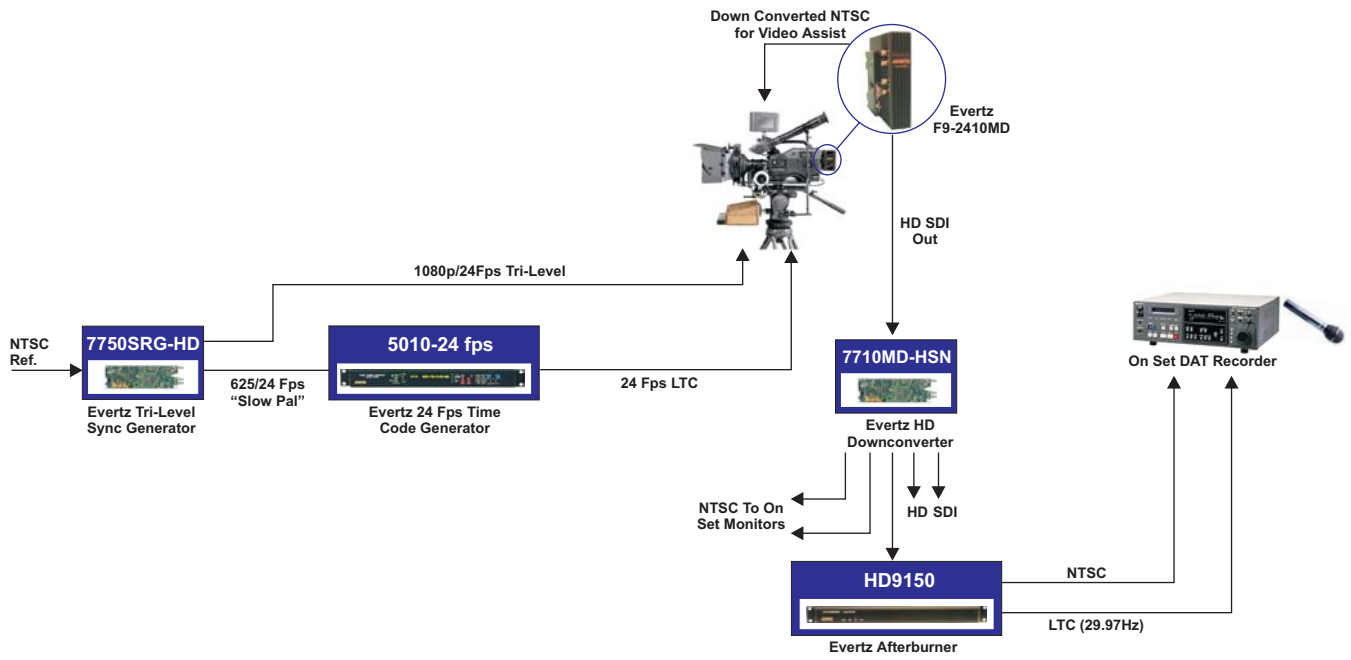 Down Converted NTSC
for Video Assist
Evertz
F9-2410MD
HD SDI
Out
1080p/24Fps Tri-Level
NTSC
Ref.
7750SRG-HD
625/24 Fps
“Slow Pal”
Evertz Tri-Level
Sync Generator
5010-24 fps
Evertz 24 Fps Time
Code Generator
24 Fps LTC
7710MD-HSN
Evertz HD
Downconverter
On Set DAT Recorder
NTSC To On
Set Monitors
HD SDI
HD9150
Evertz Afterburner
NTSC
LTC (29.97Hz)